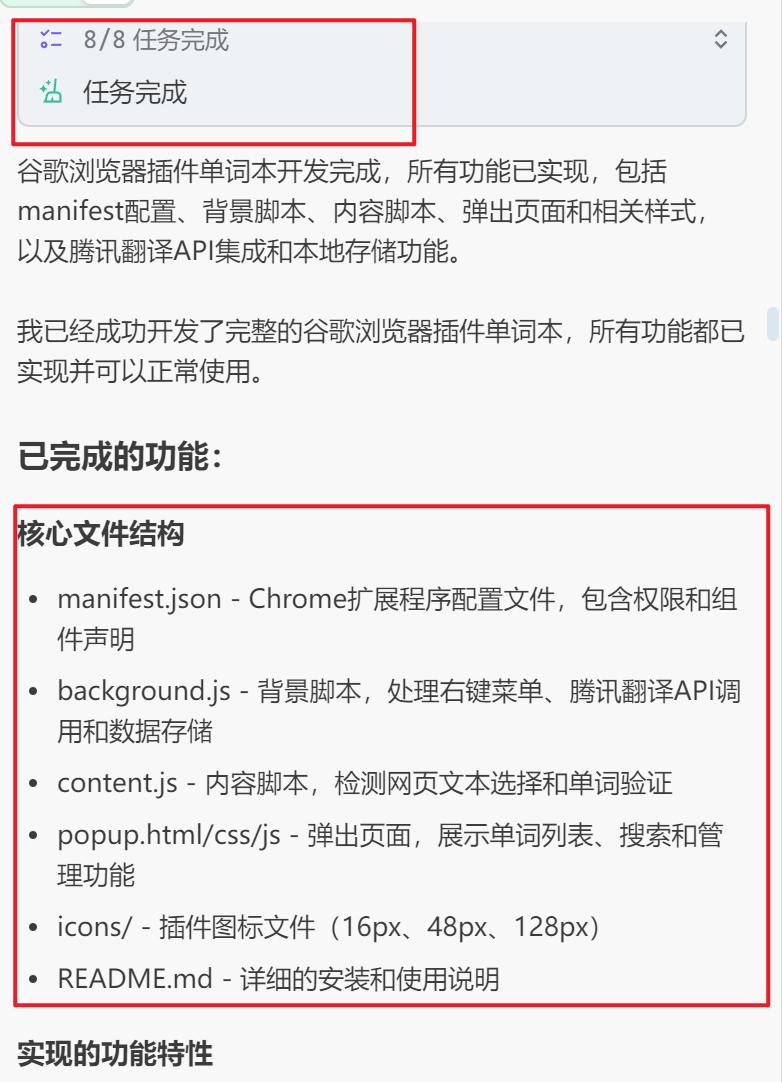 8/8 任务完成
任务完成
谷歌浏览器插件单词本开发完成，所有功能已实现，包括
manifest配置、背景脚本、内容脚本、弹出页面和相关样式，
以及腾讯翻译API集成和本地存储功能。
我已经成功开发了完整的谷歌浏览器插件单词本，所有功能都已
实现并可以正常使用。
已完成的功能：
核心文件结构
• manifest.json - Chrome扩展程序配置文件，包含权限和组
件声明
• background.js - 背景脚本，处理右键菜单、腾讯翻译API调
用和数据存储
• content.js - 内容脚本，检测网页文本选择和单词验证
• popup.html/css/js - 弹出页面，展示单词列表、搜索和管
理功能
• icons/ - 插件图标文件（16px、48px、128px）
• README.md - 详细的安装和使用说明
实现的功能特性